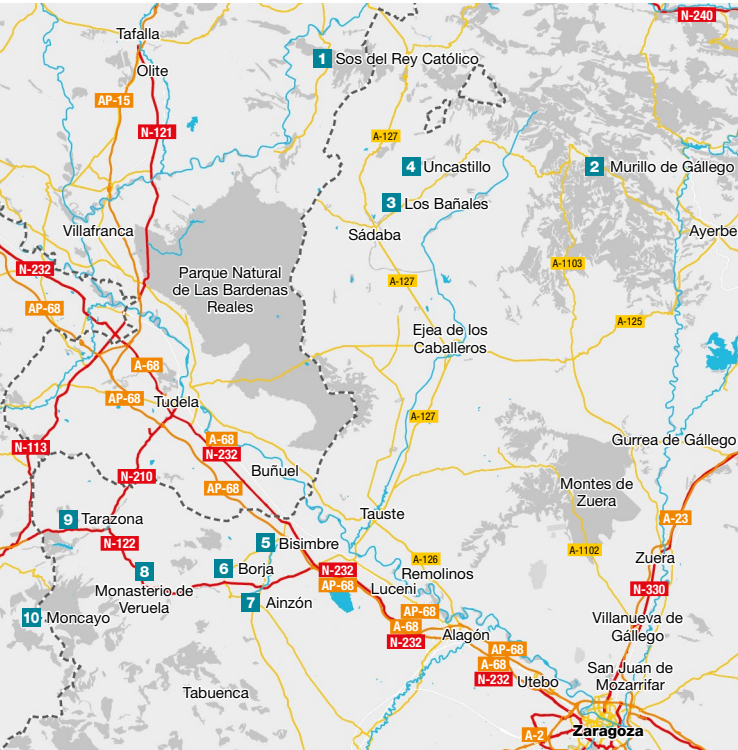 N-240
Tafalla
1 Sos del Rey Católico
Olite
AP-15
N-121
A-127
4 Uncastillo
2 Murillo de Gállego
3 Los Bañales
Villafranca
Sádaba
Ayerbe
N-232
Parque Natural
de Las Bardenas
Reales
A-1103
A-127
AP-68
A-125
Ejea de los
Caballeros
A-68
AP-68
Tudela
A-127
A-68
N-232
N-113
Gurrea de Gállego
Buñuel
N-210
AP-68
Montes de
Zuera
9 Tarazona
Tauste
A-23
N-122
5 Bisimbre
A-1102
A-126
Zuera
8
Monasterio de
Veruela
6 Borja
N-232
AP-68
Remolinos
Luceni
N-330
7 Ainzón
10 Moncayo
AP-68
A-68
N-232
Villanueva de
Gállego
Alagón
AP-68
A-68
N-232
San Juan de
Mozarrifar
Utebo
Tabuenca
Zaragoza
A-2